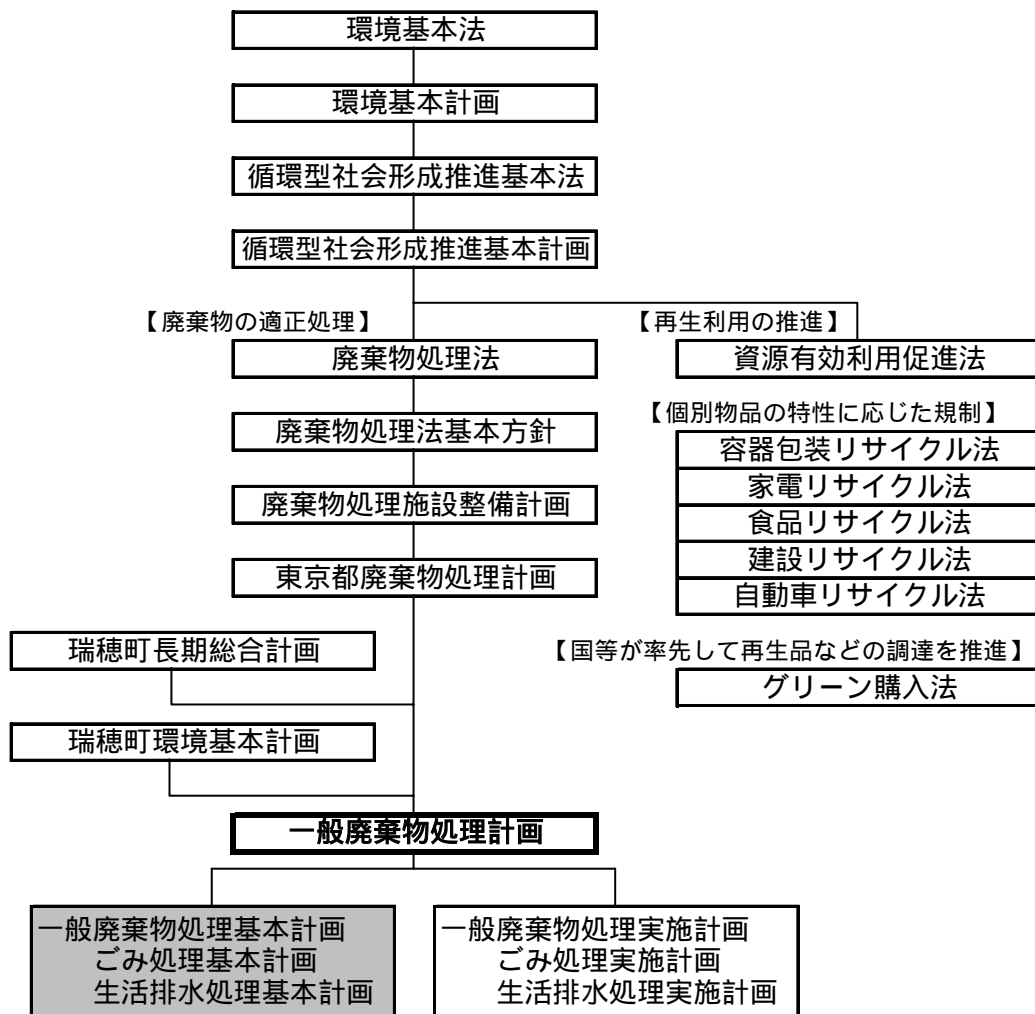 環境基本法
環境基本計画
循環型社会形成推進基本法
循環型社会形成推進基本計画
【廃棄物の適正処理】
廃棄物処理法
廃棄物処理法基本方針
廃棄物処理施設整備計画
東京都廃棄物処理計画
【再生利用の推進】
資源有効利用促進法
【個別物品の特性に応じた規制】
容器包装リサイクル法
家電リサイクル法
食品リサイクル法
建設リサイクル法
自動車リサイクル法
【国等が率先して再生品などの調達を推進】
グリーン購入法
瑞穂町長期総合計画
瑞穂町環境基本計画
一般廃棄物処理計画
一般廃棄物処理基本計画
ごみ処理基本計画
生活排水処理基本計画
一般廃棄物処理実施計画
ごみ処理実施計画
生活排水処理実施計画